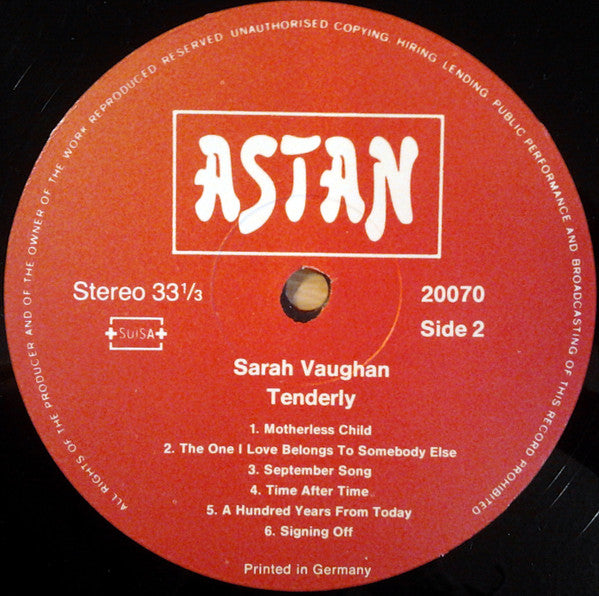 ALL RIGHTS OF THE PRODUCER AND OF THE OWNER OF THE WORK REPRODUCED RESERVED UNAUTHORISED COPYING, HIRING, LENDING, PUBLIC PERFORMANCE AND BROADCASTING OF THIS RECORD PROHIBITED
ASTAN
Stereo 33 1/3
20070
SUISA
Side 2
Sarah Vaughan
Tenderly
1. Motherless Child
2. The One I Love Belongs To Somebody Else
3. September Song
4. Time After Time
5. A Hundred Years From Today
6. Signing Off
Printed in Germany